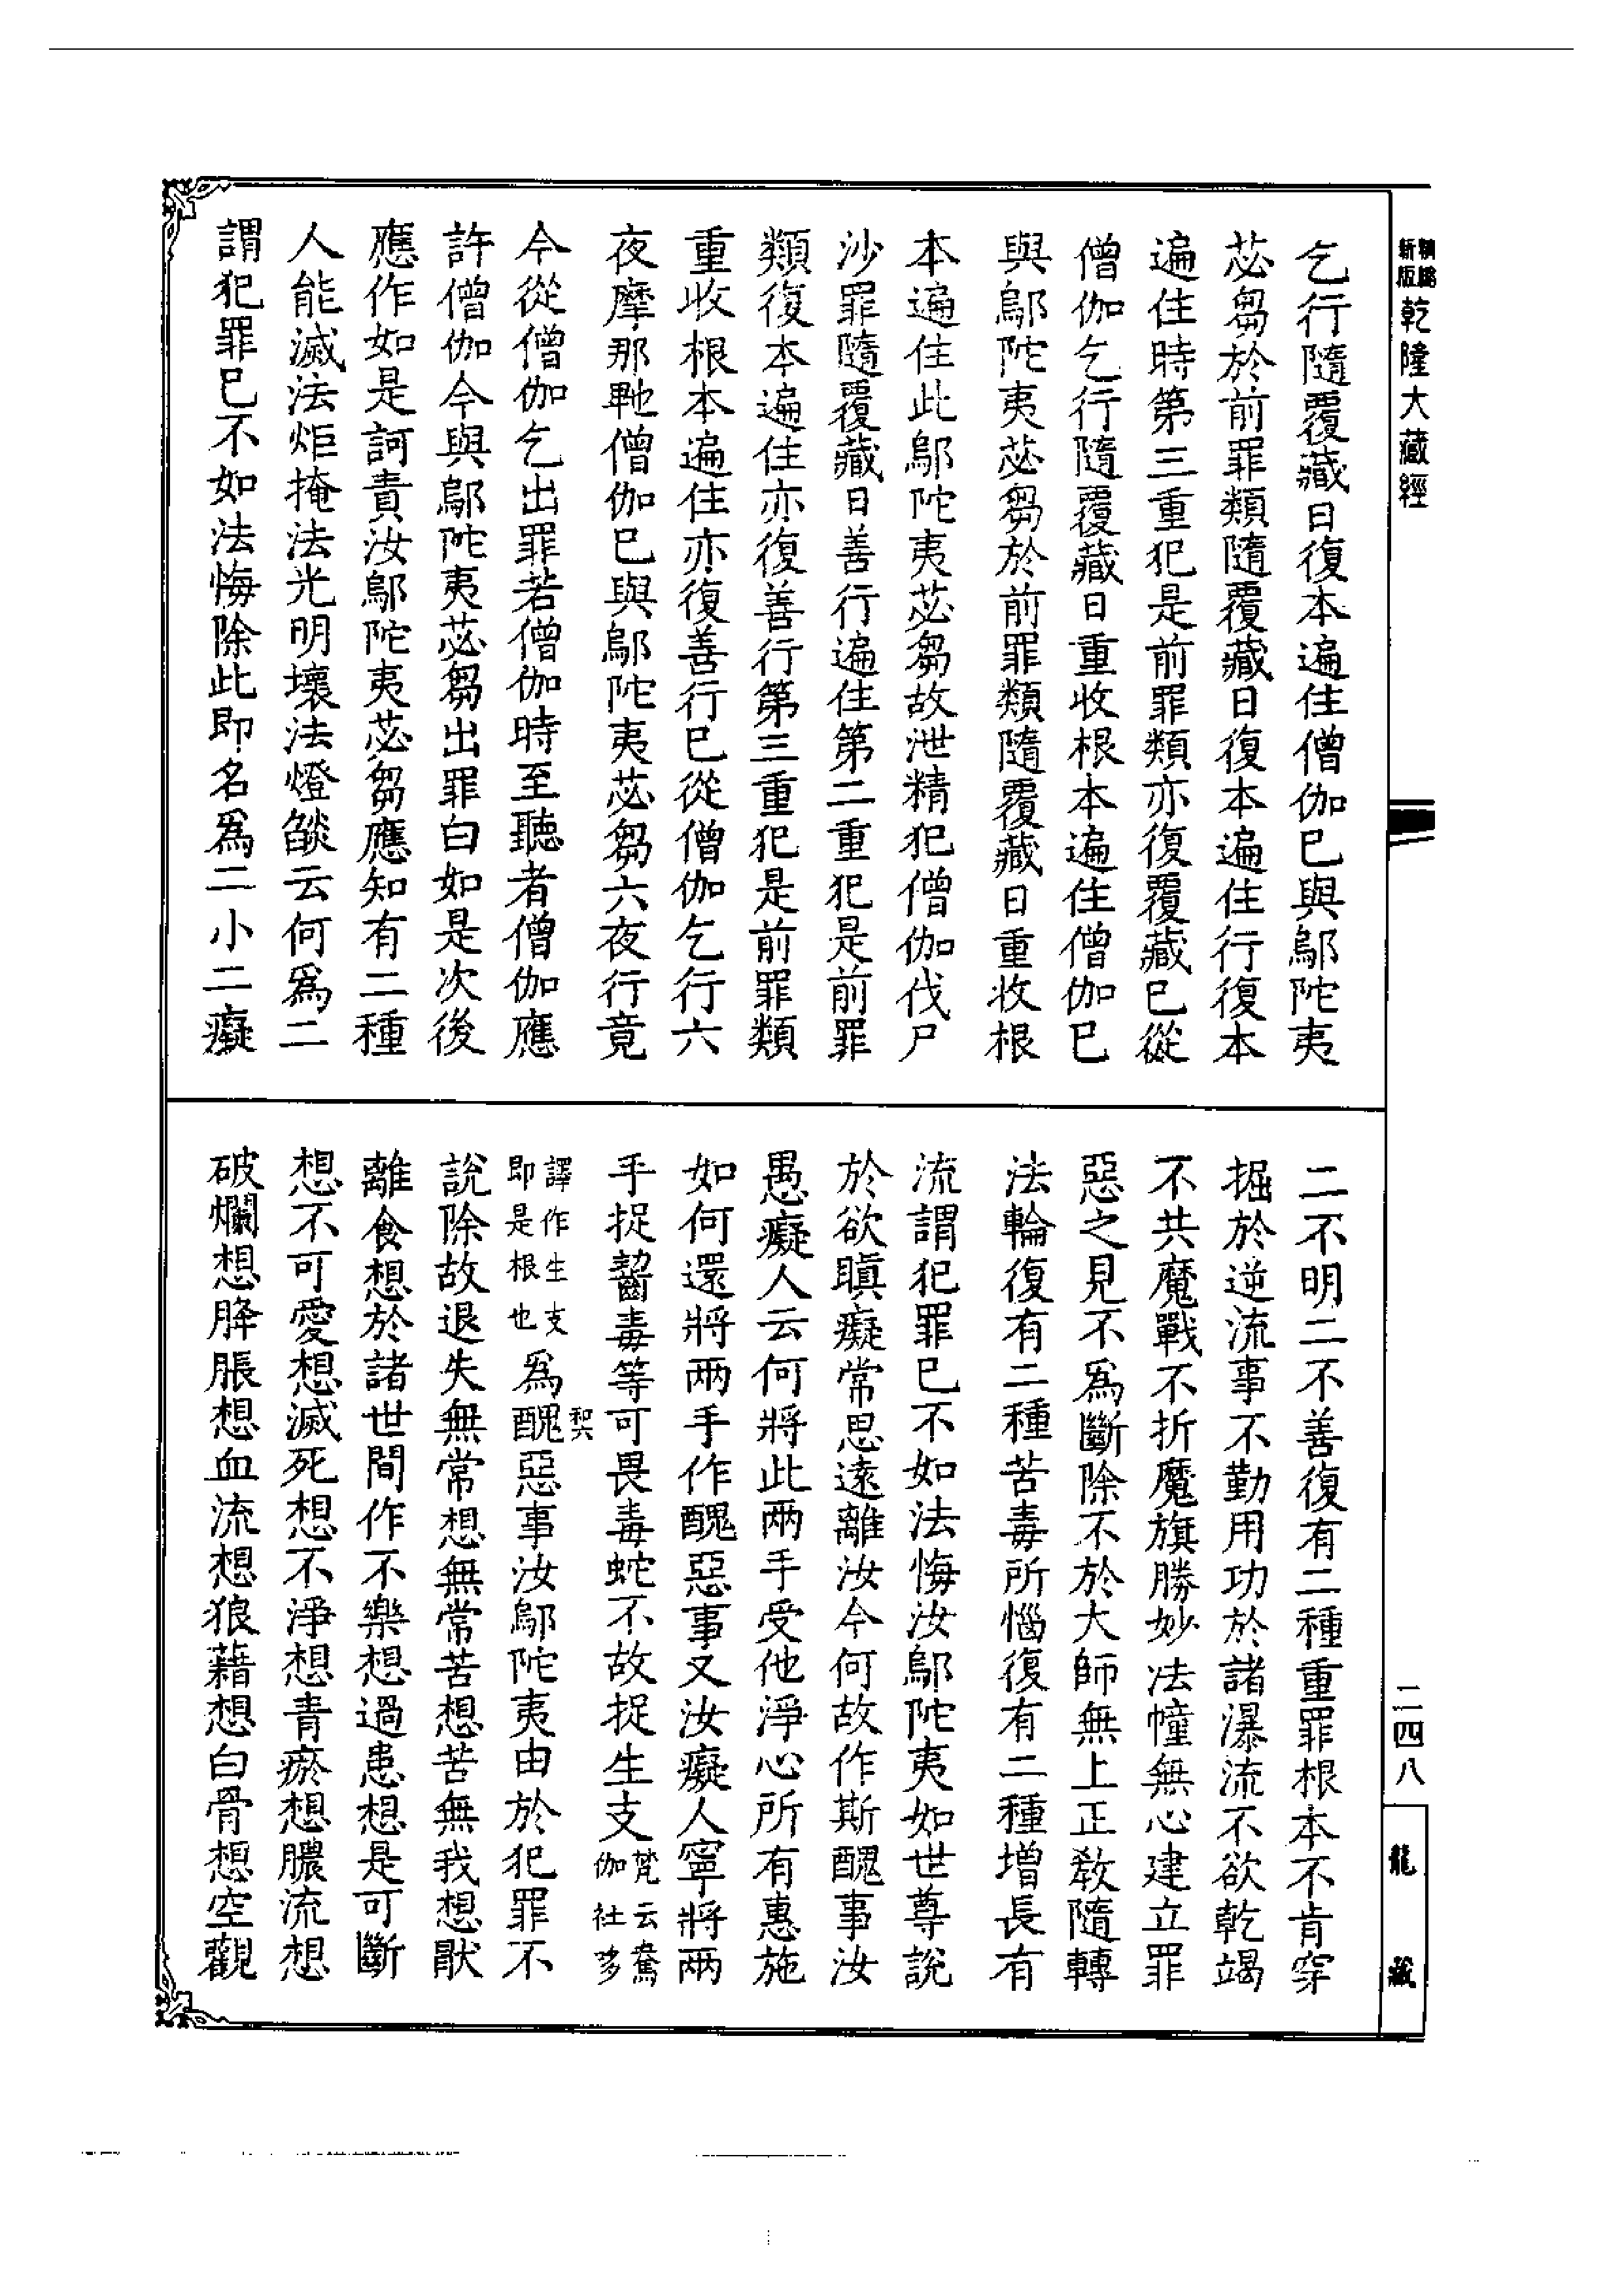 新版
乾隆大藏經
乞行隨覆藏日復本遍住僧伽已與鄔陀夷
苾芻於前罪類隨覆藏日復本遍住行復本
遍住時第三重犯是前罪類亦復覆藏已從
僧伽乞行隨覆藏日重收根本遍住僧伽已
與鄔陀夷苾芻於前罪類隨覆藏日重收根
本遍住此鄔陀夷苾芻故泄精犯僧伽伐尸
沙罪隨覆藏日善行遍住第二重犯是前罪
類復本遍住亦復善行第三重犯是前罪類
重收根本遍住亦復善行已從僧伽乞行六
夜摩那𭅂僧伽已與鄔陀夷苾芻六夜行竟
今從僧伽乞出罪若僧伽時至聽者僧伽應
許僧伽今與鄔陀夷苾芻出罪白如是次後
應作如是訶責汝鄔陀夷苾芻應知有二種
人能滅法炬掩法光明壞法燈燄云何為二
謂犯罪已不如法悔除此即名為二小二癡
二不明二不善復有二種重罪根本不肯穿
掘於逆流事不勤用功於諸瀑流不欲乾竭
不共魔戰不折魔旗勝妙法幢無心建立罪
惡之見不為斷除不於大師無上正教隨轉
法輪復有二種苦毒所惱復有二種增長有
流謂犯罪已不如法悔汝鄔陀夷如世尊說
於欲瞋癡常思遠離汝今何故作斯醜事汝
愚癡人云何將此兩手受他淨心所有惠施
如何還將兩手作醜惡事又汝癡人寧將兩
手捉齧毒等可畏毒蛇不故捉生支梵云鴦伽社哆
譯作生支即是根也為醜惡事汝鄔陀夷由於犯罪不
說除故退失無常想無常苦想苦無我想猒
離食想於諸世間作不樂想過患想是可斷
想不可愛想滅死想不淨想青瘀想膿流想
破爛想胮脹想血流想狼藉想白骨想空觀
二四八
龍藏